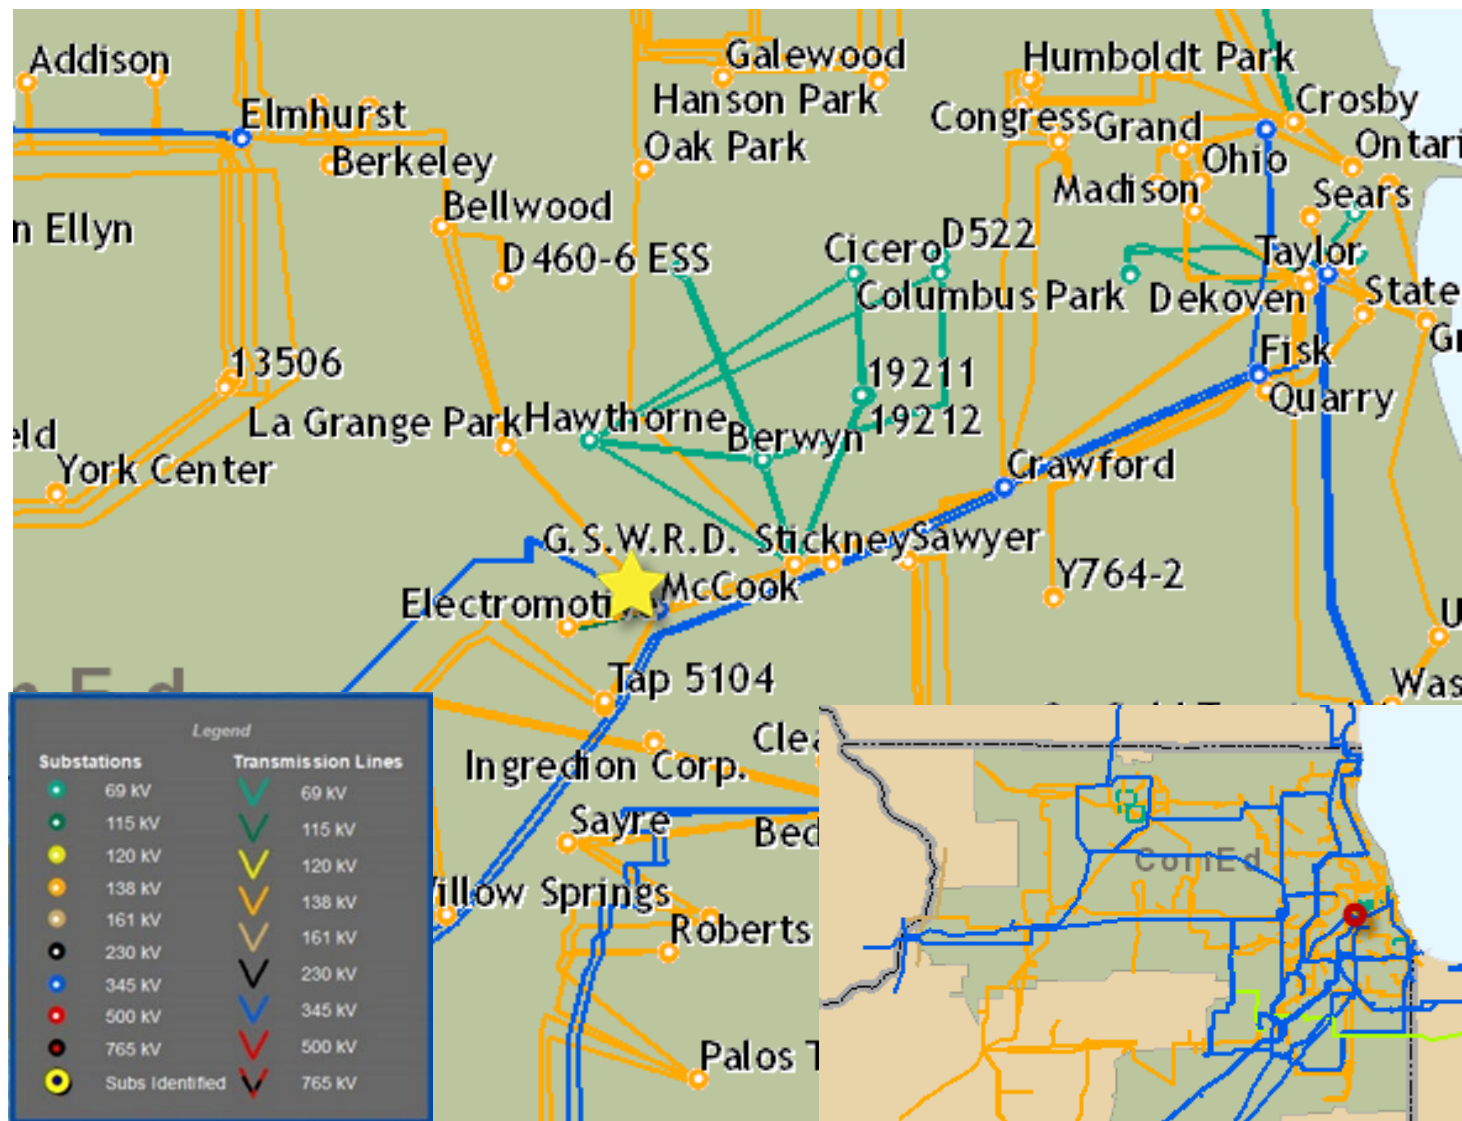 Addison
Galewood
Humboldt Park
Elmhurst
Hanson Park
Crosby
Congress
Grand
Berkeley
Oak Park
Ohio
Ontari
Madison
Sears
n Ellyn
Bellwood
D460-6 ESS
Cicero
D522
Taylor
Columbus Park
Dekoven
State
Gr
13506
19211
Fisk
La Grange Park
Hawthorne
Berwyn
19212
Quarry
eld
York Center
Crawford
G.S.W.R.D.
Stickney
Sawyer
McCook
Electromotive
Y764-2
U
Tap 5104
Was
Clea
Ingredion Corp.
Sayre
Bed
Willow Springs
Roberts
Palos T
Legend
Substations
Transmission Lines
69 kV
69 kV
115 kV
115 kV
120 kV
120 kV
138 kV
138 kV
161 kV
161 kV
230 kV
230 kV
345 kV
345 kV
500 kV
500 kV
765 kV
765 kV
Subs Identified
ComEd